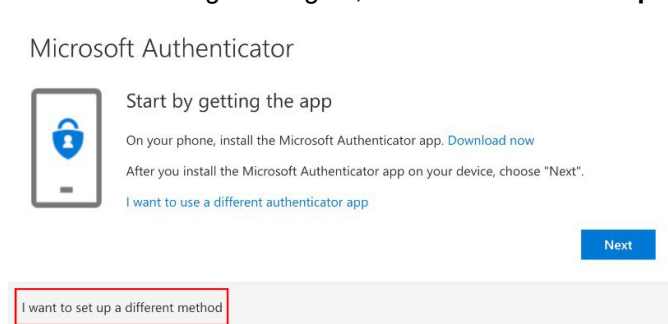 Microsoft Authenticator
Start by getting the app
On your phone, install the Microsoft Authenticator app. Download now
After you install the Microsoft Authenticator app on your device, choose "Next".
I want to use a different authenticator app
Next
I want to set up a different method